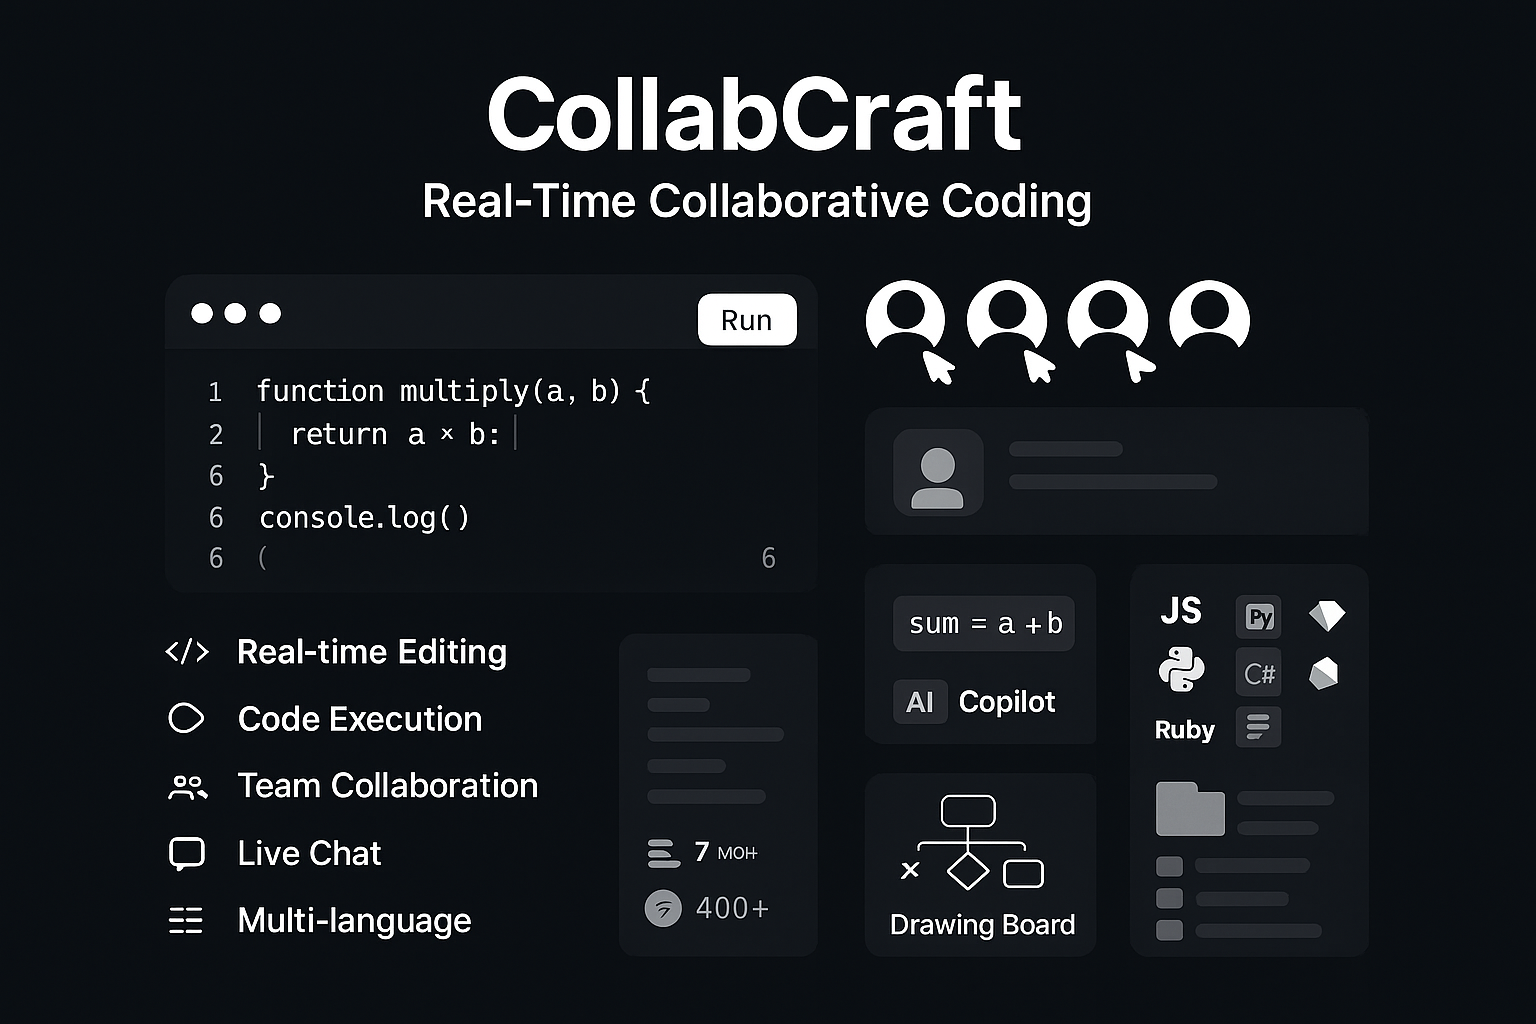 CollabCraft
Real-Time Collaborative Coding
Run
1 function multiply(a, b) {
2 return a × b:
6 }
6 console.log()
6 ( 6
Real-time Editing
Code Execution
Team Collaboration
Live Chat
Multi-language
7 MOH
400+
sum = a + b
AI Copilot
Drawing Board
JS Py
C#
Ruby